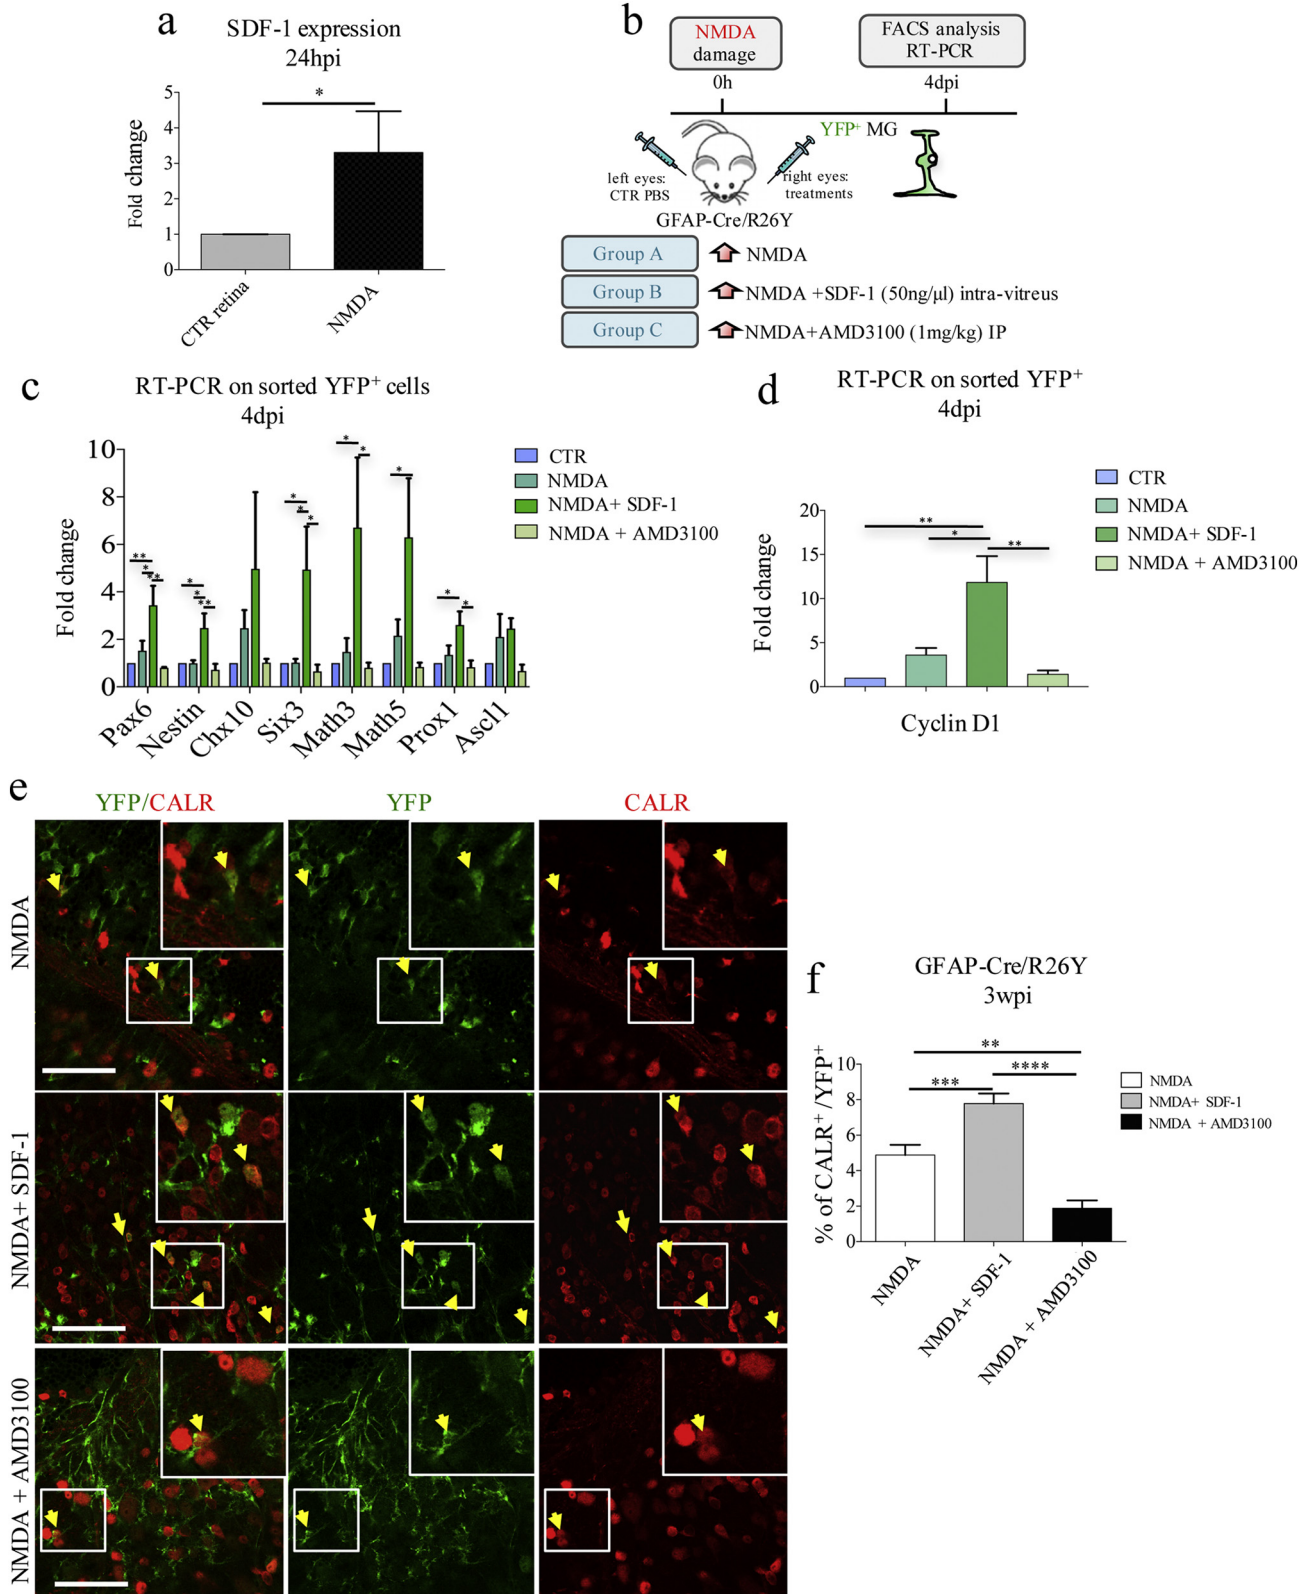 a
SDF-1 expression
24hpi
*
Fold change
5
4
3
2
1
0
CTR retina
NMDA
b
NMDA
damage
FACS analysis
RT-PCR
0h
4dpi
YFP+ MG
left eyes:
CTR PBS
right eyes:
treatments
GFAP-Cre/R26Y
Group A
NMDA
Group B
NMDA +SDF-1 (50ng/µl) intra-vitreus
Group C
NMDA+AMD3100 (1mg/kg) IP
c
RT-PCR on sorted YFP+ cells
4dpi
Fold change
10
8
6
4
2
0
**
*
**
*
*
**
*
*
*
*
*
*
*
*
Pax6
Nestin
Chx10
Six3
Math3
Math5
Prox1
Ascl1
CTR
NMDA
NMDA+ SDF-1
NMDA + AMD3100
d
RT-PCR on sorted YFP+
4dpi
Fold change
20
15
10
5
0
**
*
**
Cyclin D1
CTR
NMDA
NMDA+ SDF-1
NMDA + AMD3100
e
YFP/CALR
YFP
CALR
NMDA
NMDA+ SDF-1
NMDA + AMD3100
f
GFAP-Cre/R26Y
3wpi
% of CALR+ /YFP+
10
8
6
4
2
0
**
****
***
NMDA
NMDA+ SDF-1
NMDA + AMD3100
NMDA
NMDA+ SDF-1
NMDA + AMD3100